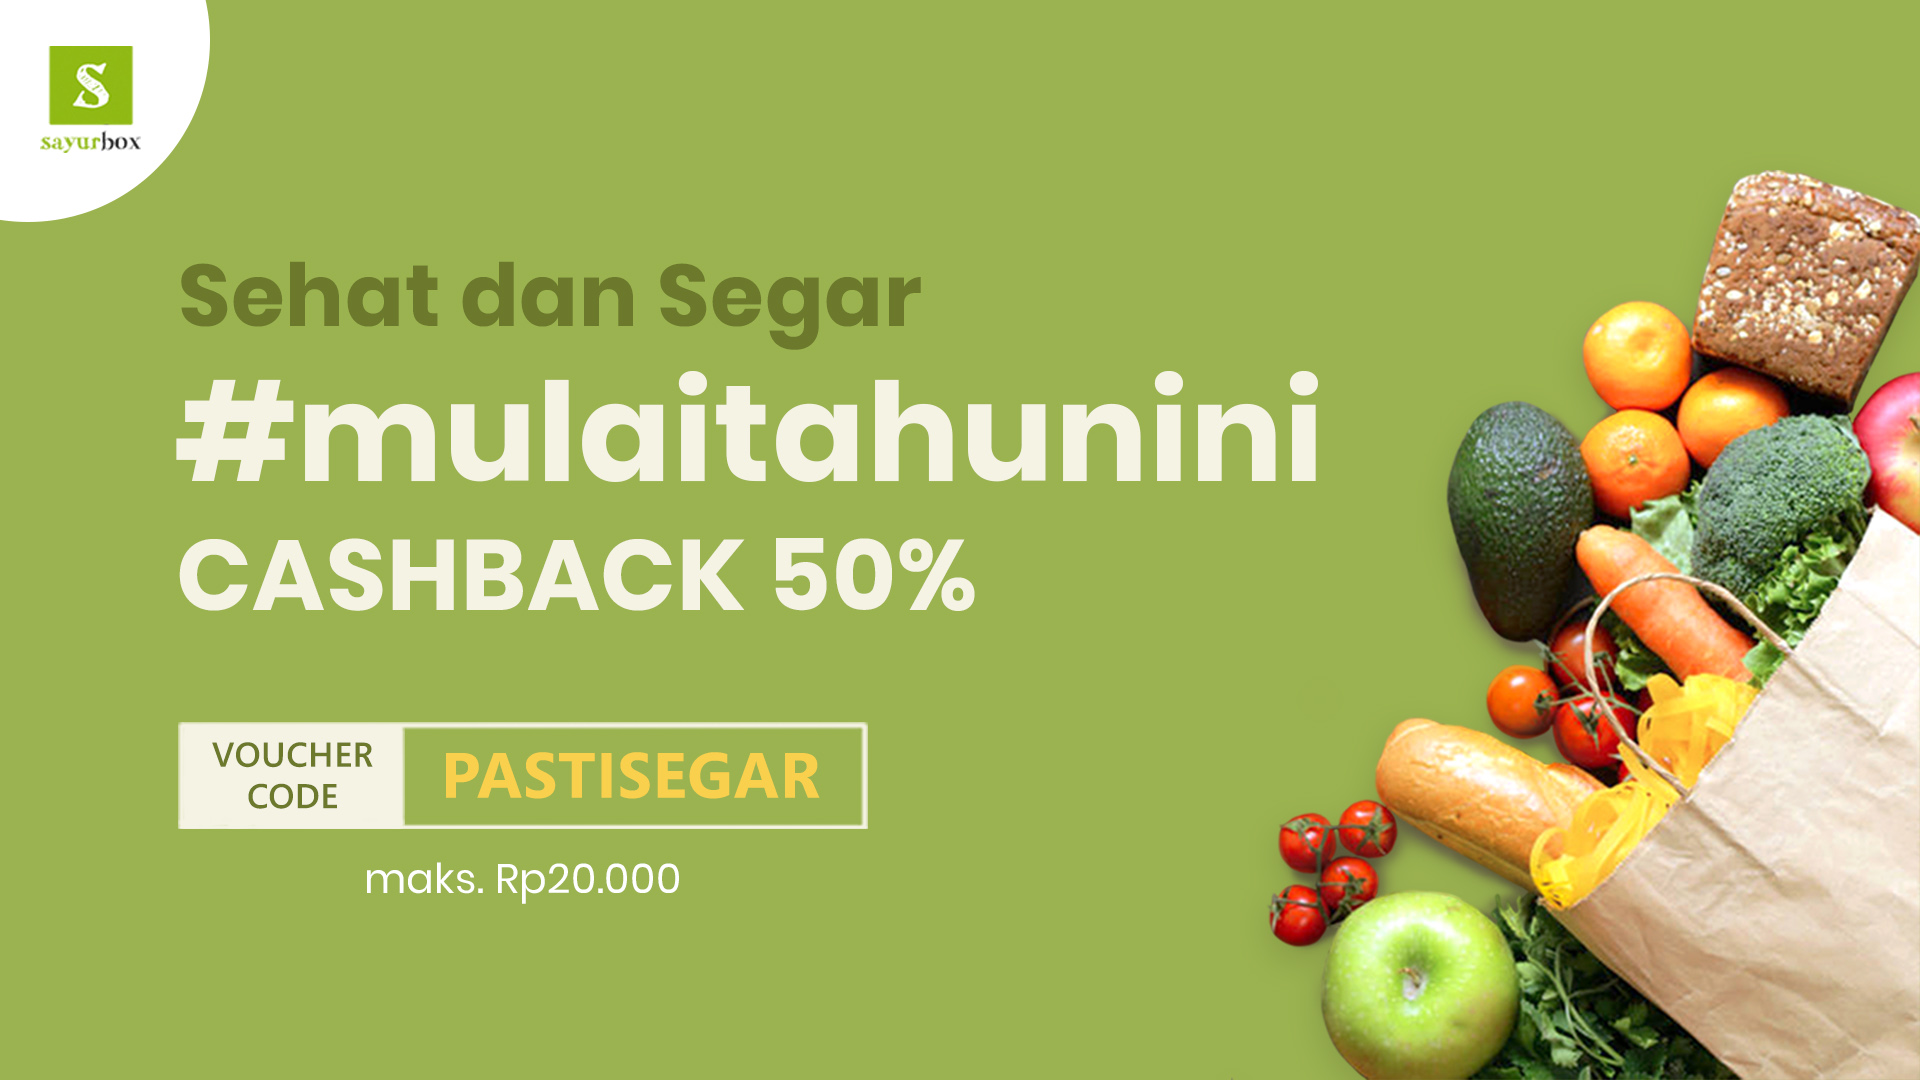 S
sayurbox
Sehat dan Segar
#mulaitahunini
CASHBACK 50%
VOUCHER
CODE
PASTISEGAR
maks. Rp20.000